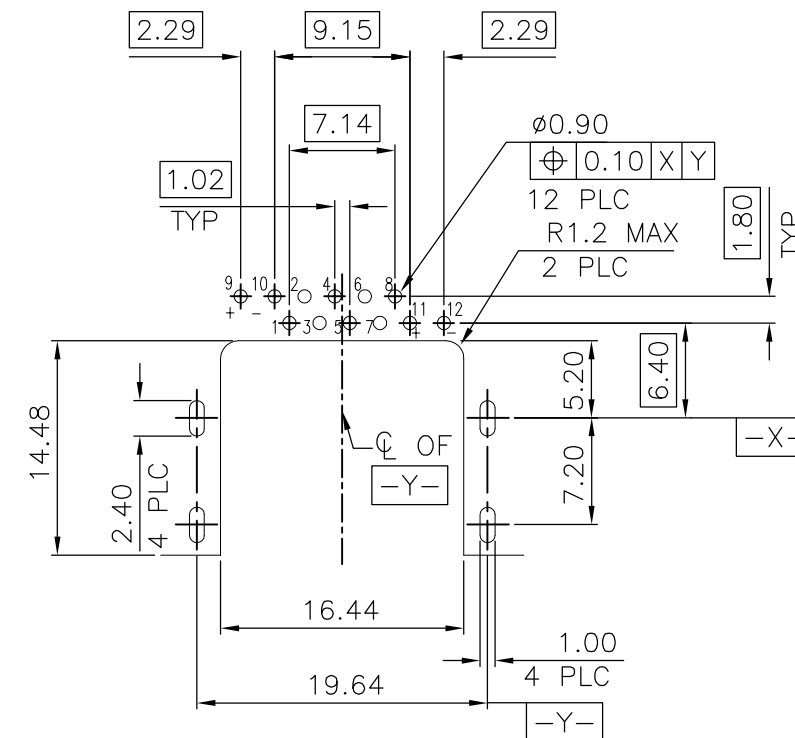 2.29
9.15
2.29
7.14
ø0.90
⌖ 0.10 X Y
12 PLC
1.02
TYP
R1.2 MAX
2 PLC
1.80
TYP
9 10 2 4 6 8
+ -
1 3 5 7 11 12
+ -
14.48
2.40
4 PLC
℄ OF
-Y-
5.20
6.40
7.20
-X-
16.44
1.00
4 PLC
19.64
-Y-